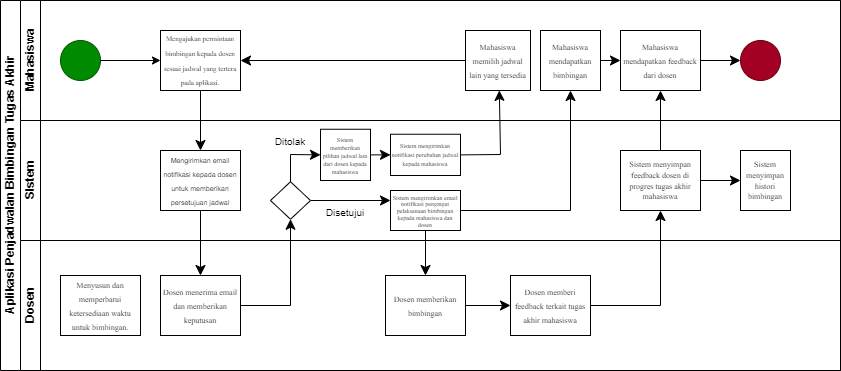 Aplikasi Penjadwalan Bimbingan Tugas Akhir
Mahasiswa
Mengajukan permintaan
bimbingan kepada dosen
sesuai jadwal yang tertera
pada aplikasi.
Mahasiswa
memilih jadwal
lain yang tersedia
Mahasiswa
mendapatkan
bimbingan
Mahasiswa
mendapatkan feedback
dari dosen
Sistem
Mengirimkan email
notifikasi kepada dosen
untuk memberikan
persetujuan jadwal
Ditolak
Disetujui
Sistem
memberikan
pilihan jadwal lain
dari dosen kepada
mahasiswa
Sistem mengirimkan
notifikasi perubahan jadwal
kepada mahasiswa
Sistem mengirimkan email
notifikasi pengingat
pelaksanaan bimbingan
kepada mahasiswa dan
dosen
Sistem menyimpan
feedback dosen di
progres tugas akhir
mahasiswa
Sistem
menyimpan
histori
bimbingan
Dosen
Menyusun dan
memperbarui
ketersediaan waktu
untuk bimbingan.
Dosen menerima email
dan memberikan
keputusan
Dosen memberikan
bimbingan
Dosen memberi
feedback terkait tugas
akhir mahasiswa